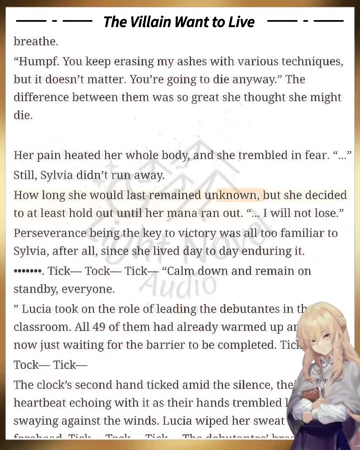 The Villain Want to Live
breathe.
“Humpf. You keep erasing my ashes with various techniques,
but it doesn’t matter. You’re going to die anyway.” The
difference between them was so great she thought she might
die.
Her pain heated her whole body, and she trembled in fear. “...”
Still, Sylvia didn’t run away.
How long she would last remained unknown, but she decided
to at least hold out until her mana ran out. “... I will not lose.”
Perseverance being the key to victory was all too familiar to
Sylvia, after all, since she lived day to day enduring it.
•••••••. Tick— Tock— Tick— “Calm down and remain on
standby, everyone.
” Lucia took on the role of leading the debutantes in the
classroom. All 49 of them had already warmed up
now just waiting for the barrier to be completed.
Tock— Tick—
The clock’s second hand ticked amid the silence,
heartbeat echoing with it as their hands trembled
swaying against the winds. Lucia wiped her sweat
Light Novel
Audio